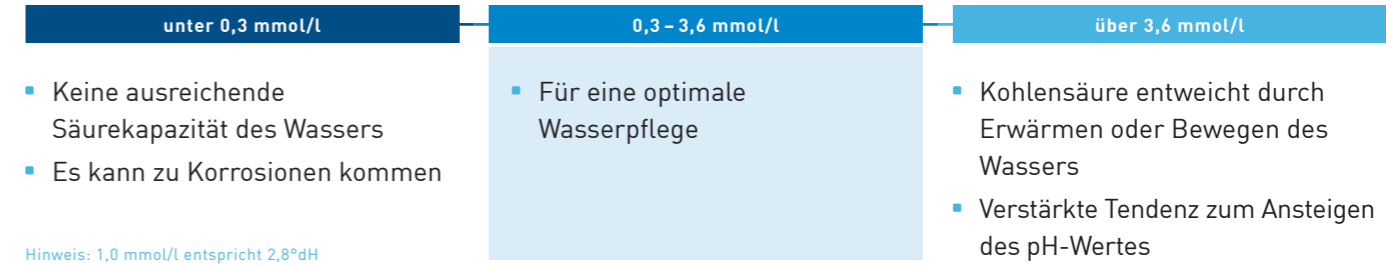 unter 0,3 mmol/l
0,3 – 3,6 mmol/l
über 3,6 mmol/l
Keine ausreichende
Säurekapazität des Wassers
Es kann zu Korrosionen kommen
Hinweis: 1,0 mmol/l entspricht 2,8°dH
Für eine optimale
Wasserpflege
Kohlensäure entweicht durch
Erwärmen oder Bewegen des
Wassers
Verstärkte Tendenz zum Ansteigen
des pH-Wertes